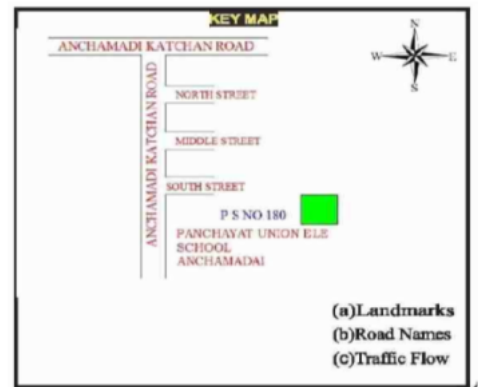 KEY MAP
N
ANCHAMADI KATCHAN ROAD
W
E
S
ANCHAMADI KATCHAN ROAD
NORTH STREET
MIDDLE STREET
SOUTH STREET
P S NO 180
PANCHAYAT UNION ELE
SCHOOL
ANCHAMADAI
(a)Landmarks
(b)Road Names
(c)Traffic Flow